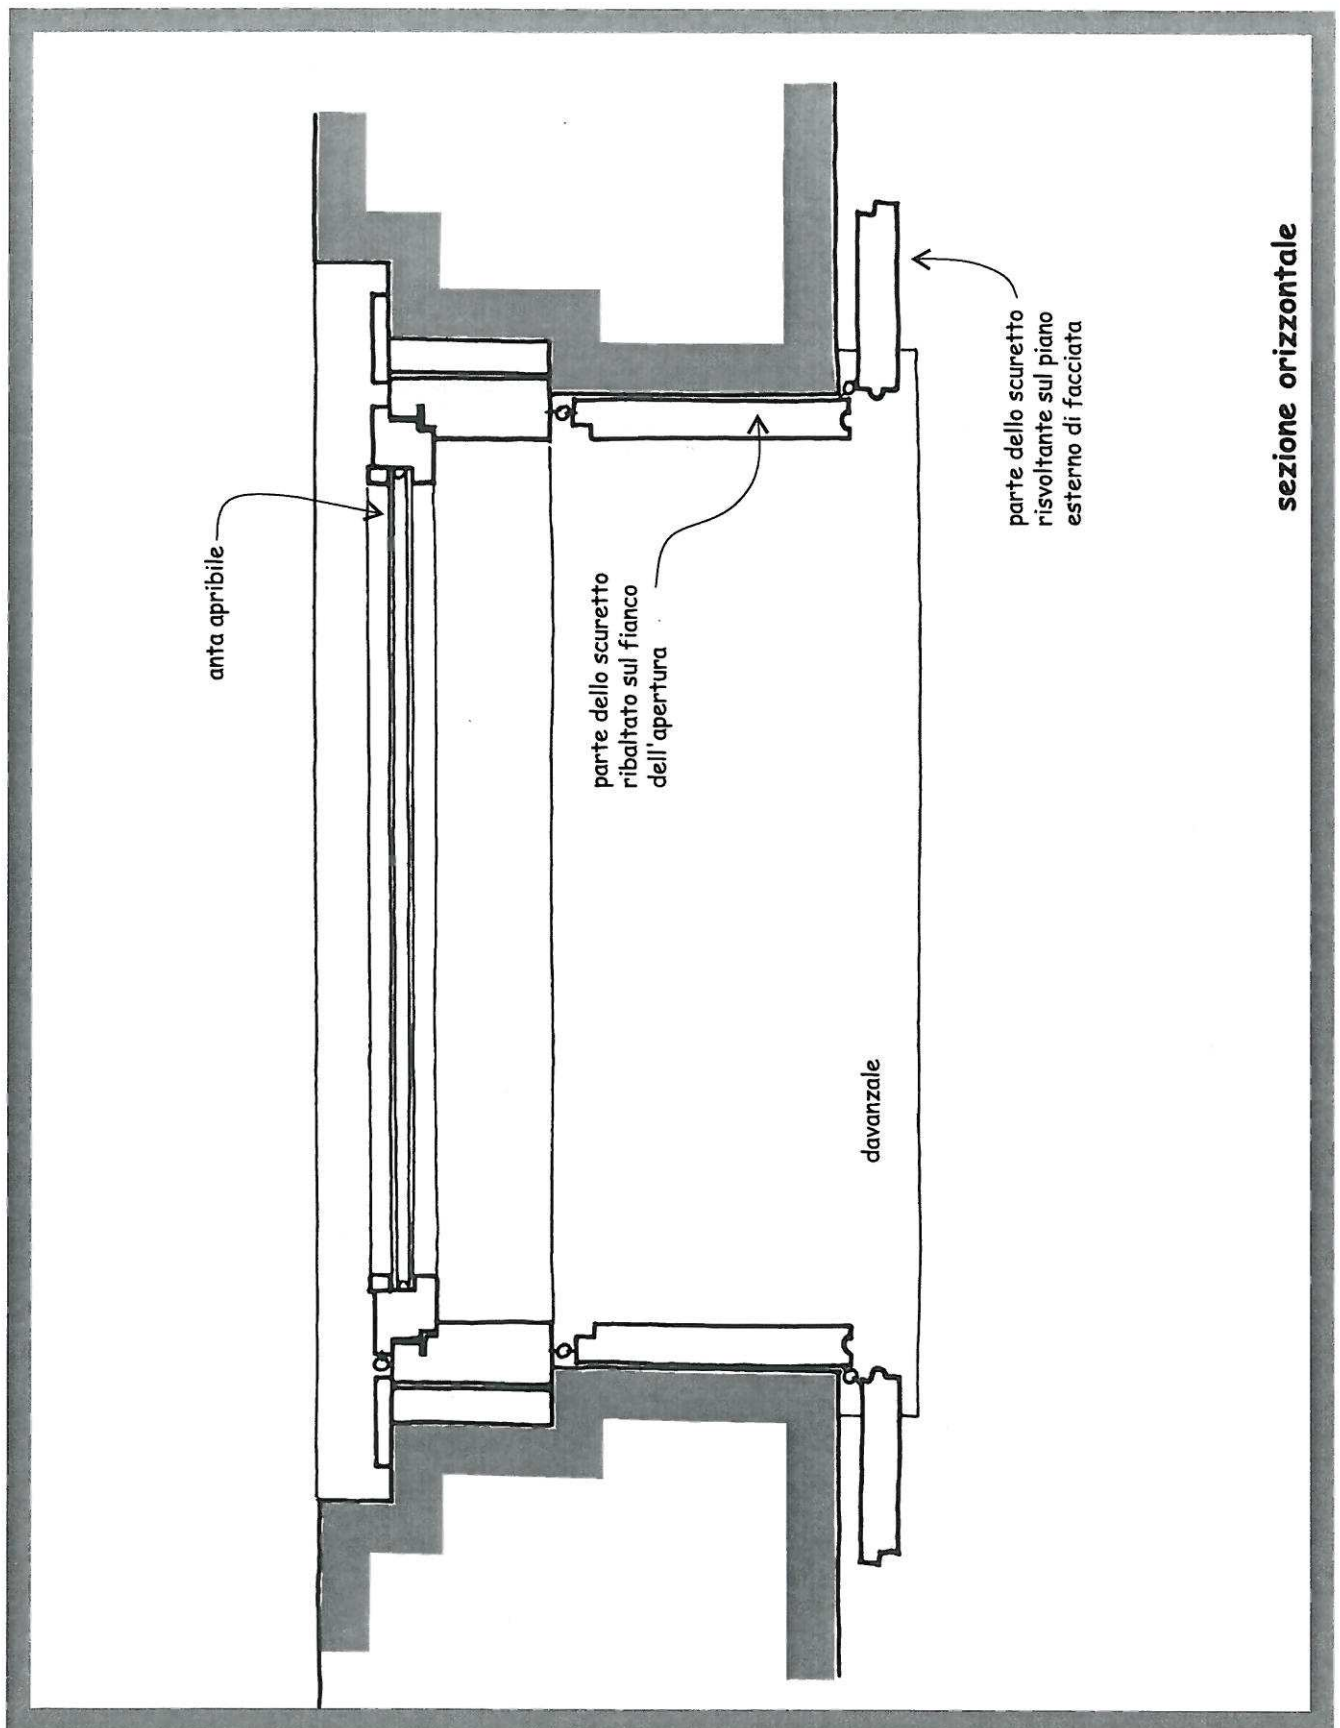 anta apribile
parte dello scuretto
ribaltato sul fianco
dell'apertura
davanzale
parte dello scuretto
risvoltante sul piano
esterno di facciata
sezione orizzontale